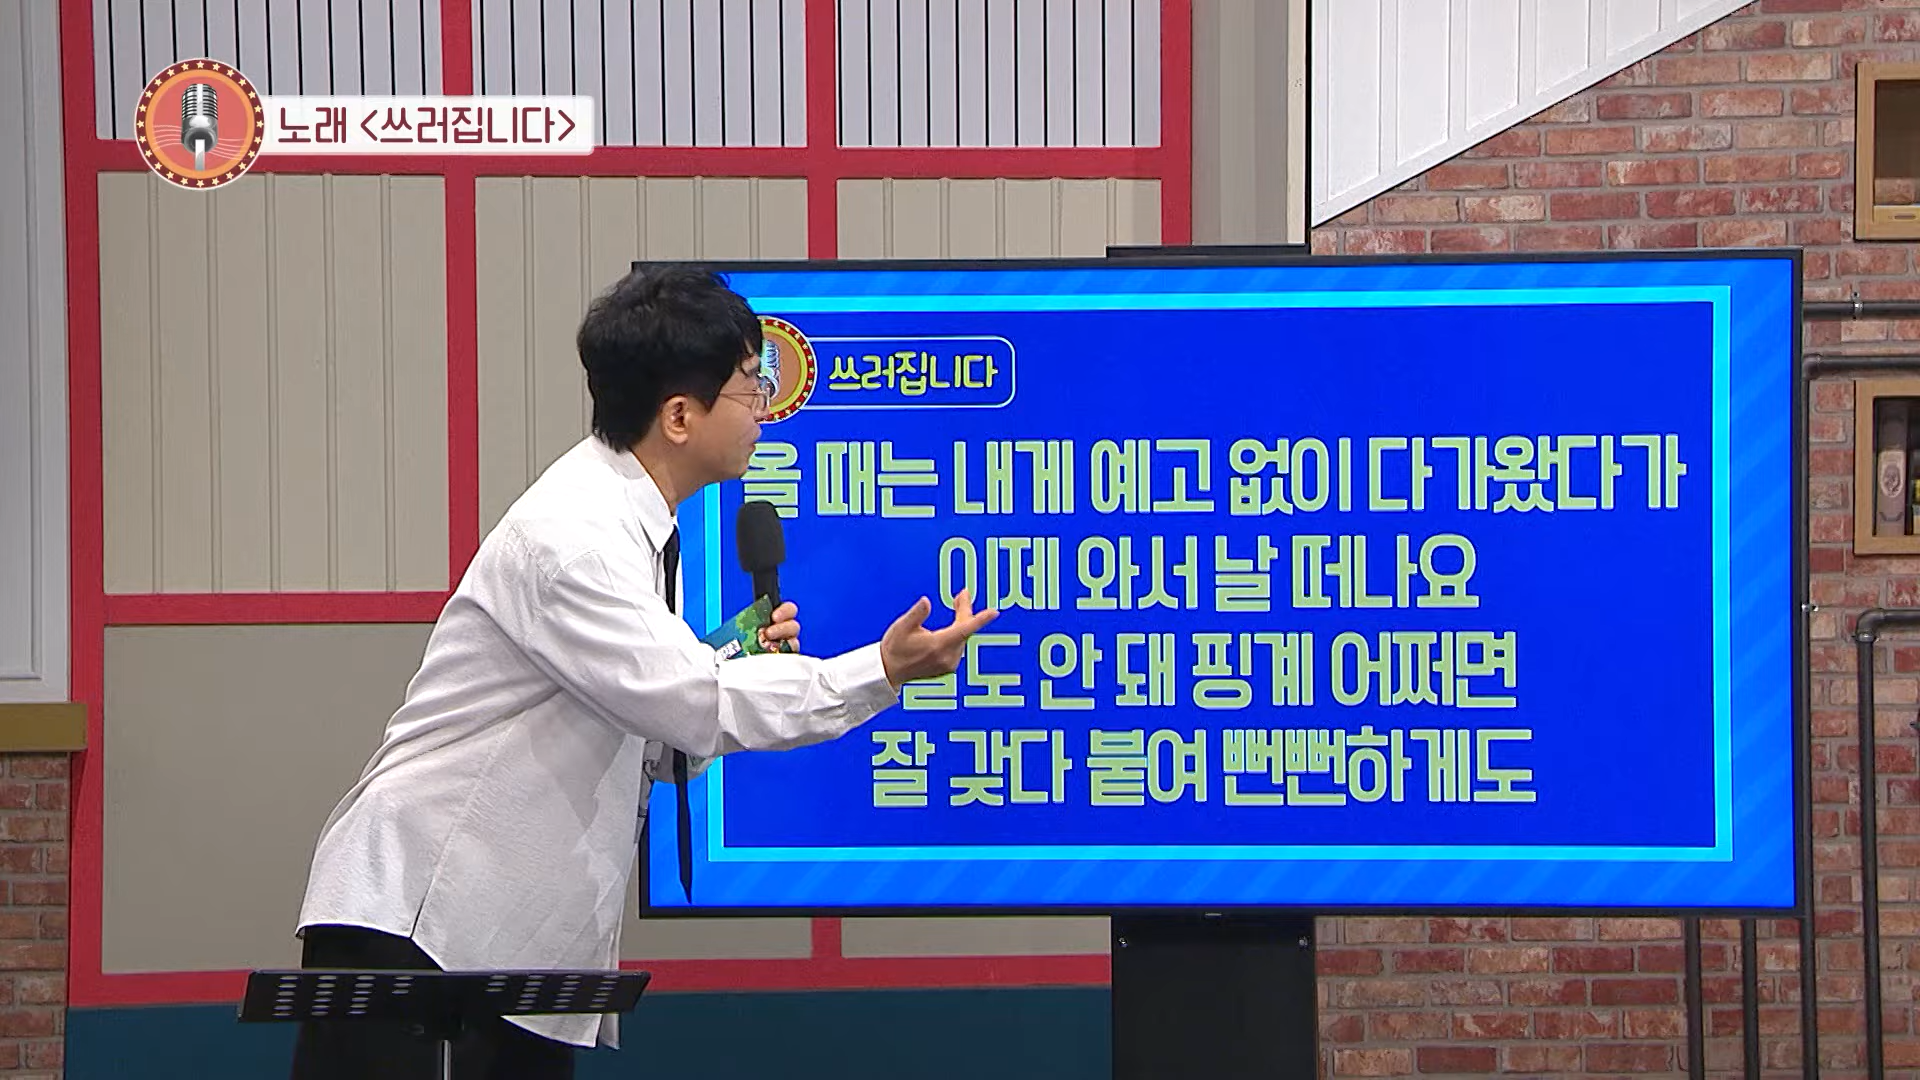 노래 <쓰러집니다>
쓰러집니다
올 때는 내게 예고 없이 다가왔다가
이제 와서 날 떠나요
안 돼 핑계 어쩌면
잘 갖다 붙여 뻔뻔하게도